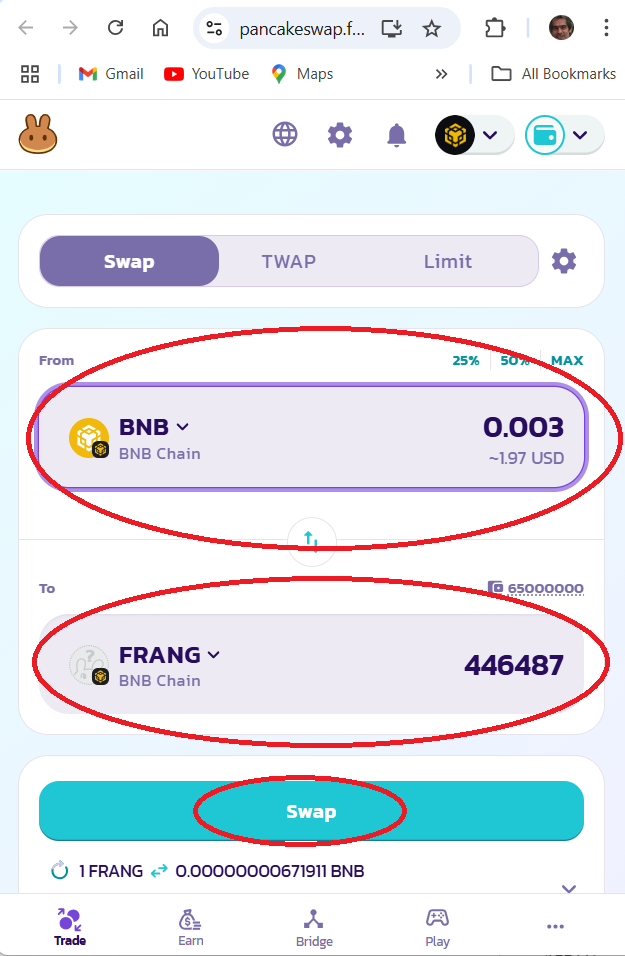 pancakeswap.f...
Gmail YouTube Maps » All Bookmarks
Swap TWAP Limit
From 25% 50% MAX
BNB 0.003
BNB Chain ~1.97 USD
To 65000000
FRANG 446487
BNB Chain
Swap
1 FRANG 0.00000000671911 BNB
Trade Earn Bridge Play